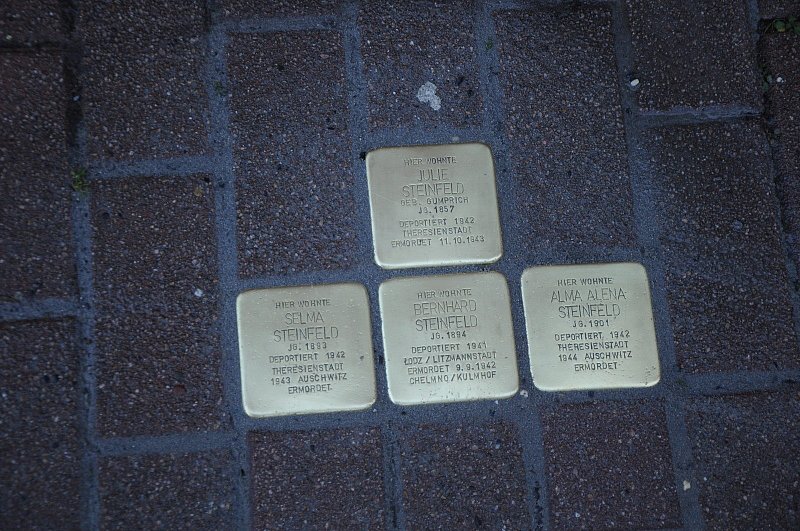 HIER WOHNTE
JULIE
STEINFELD
GEB. GUMPRICH
JG. 1857
DEPORTIERT 1942
THERESIENSTADT
ERMORDET 11.10.1943
HIER WOHNTE
SELMA
STEINFELD
JG. 1893
DEPORTIERT 1942
THERESIENSTADT
1943 AUSCHWITZ
ERMORDET
HIER WOHNTE
BERNHARD
STEINFELD
JG. 1894
DEPORTIERT 1941
ŁODZ / LITZMANNSTADT
ERMORDET 9.9.1942
CHELMNO / KULMHOF
HIER WOHNTE
ALMA ALENA
STEINFELD
JG. 1901
DEPORTIERT 1942
THERESIENSTADT
1944 AUSCHWITZ
ERMORDET